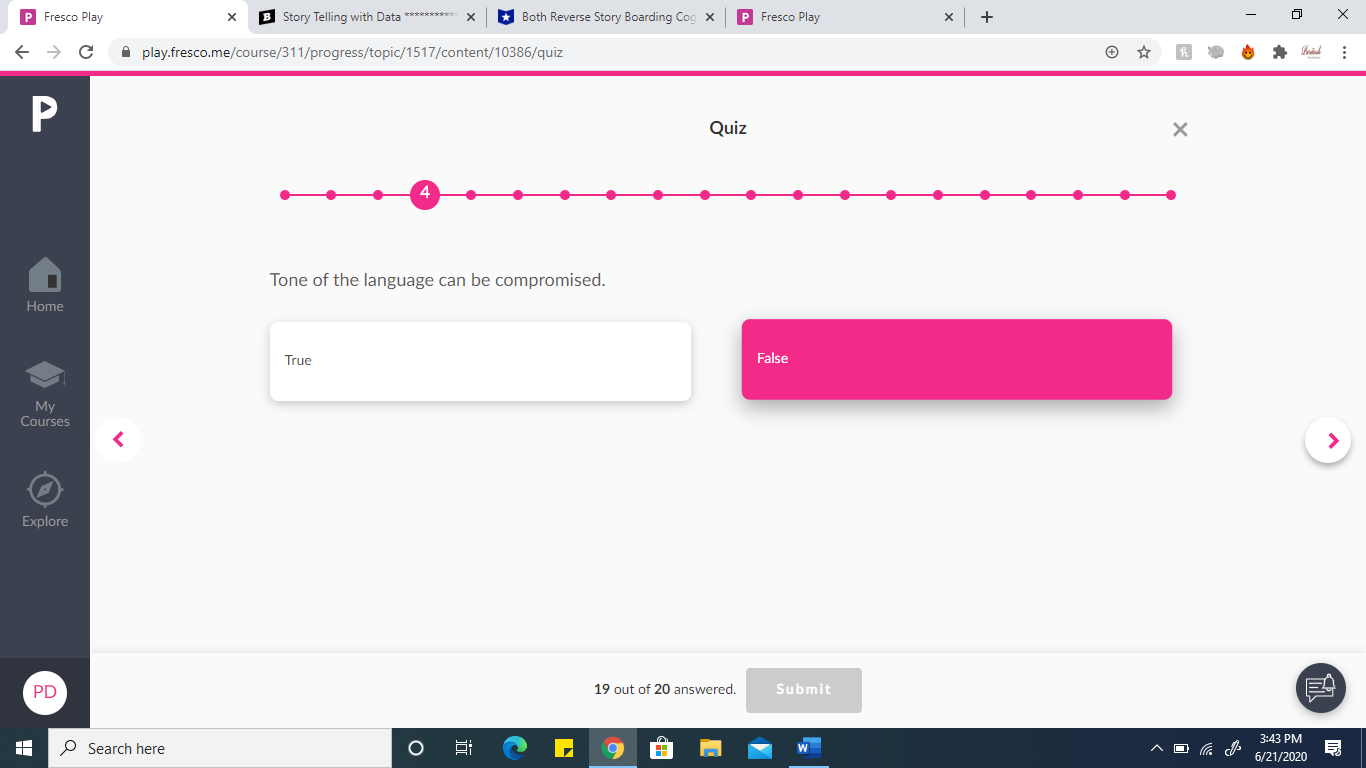 Fresco Play
Story Telling with Data **********
Both Reverse Story Boarding Cog
Fresco Play
play.fresco.me/course/311/progress/topic/1517/content/10386/quiz
Quiz
4
Tone of the language can be compromised.
True
False
Home
My
Courses
Explore
PD
19 out of 20 answered.
Submit
Search here
3:43 PM
6/21/2020